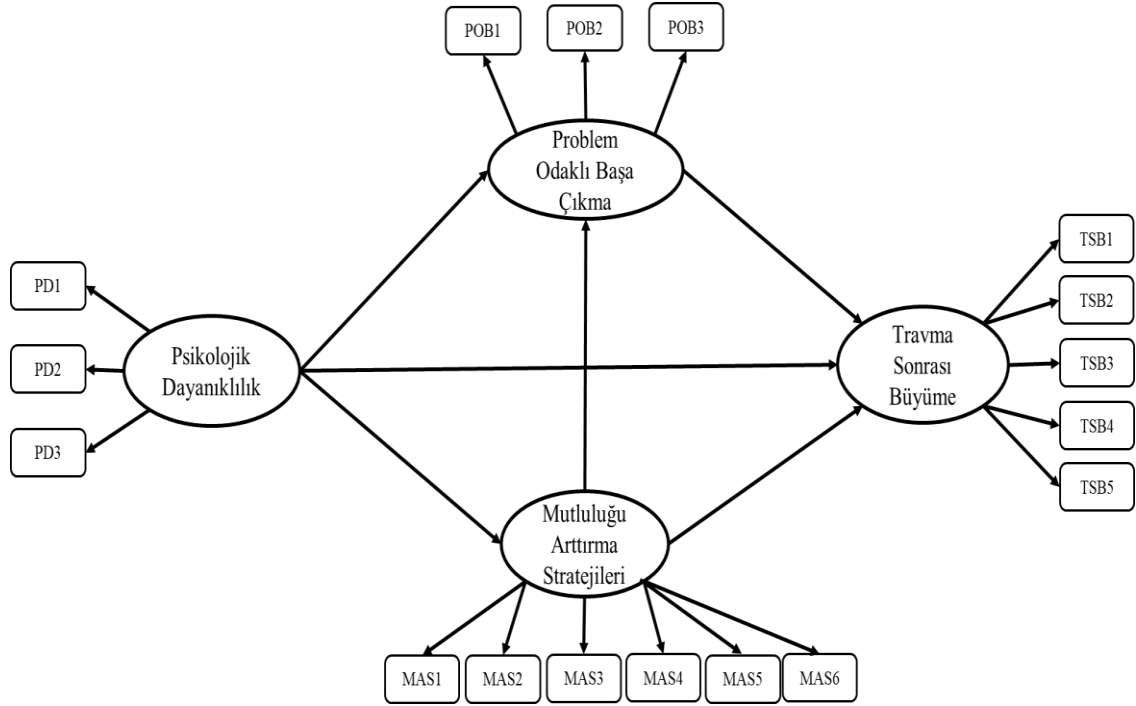 POB1
POB2
POB3
Problem
Odaklı Başa
Çıkma
PD1
PD2
PD3
Psikolojik
Dayanıklılık
Travma
Sonrası
Büyüme
TSB1
TSB2
TSB3
TSB4
TSB5
Mutluluğu
Arttırma
Stratejileri
MAS1
MAS2
MAS3
MAS4
MAS5
MAS6